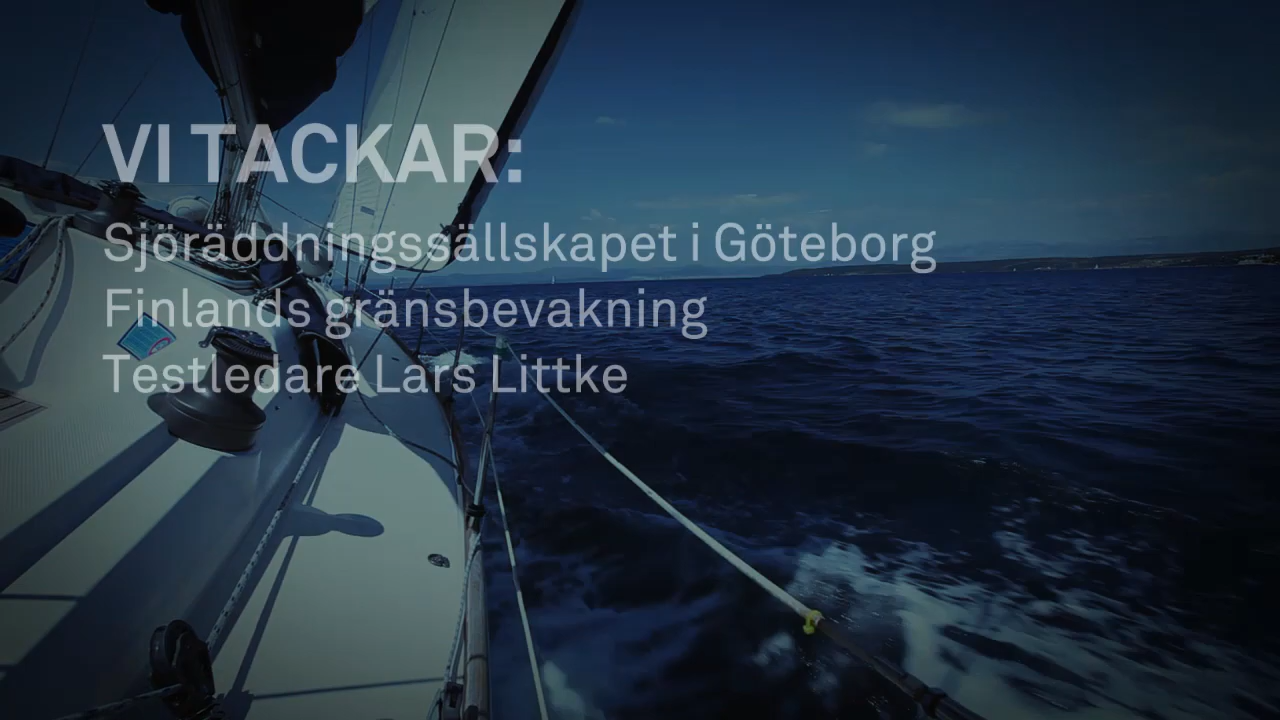 VI TACKAR:
Sjöräddningssällskapet i Göteborg
Finlands gränsbevakning
Testledare Lars Littke